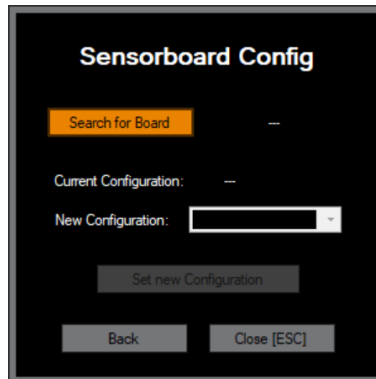 Sensorboard Config
Search for Board ---
Current Configuration: ---
New Configuration:
Set new Configuration
Back Close [ESC]